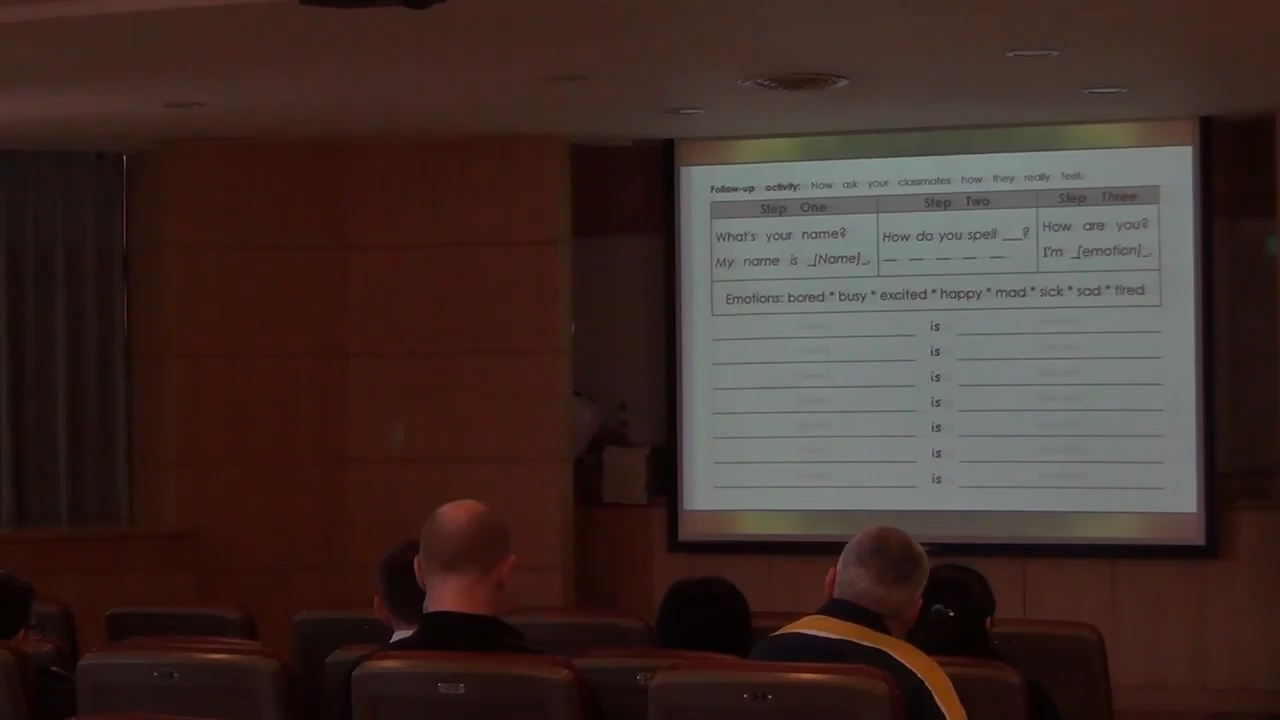 Follow-up activity: Now ask your classmates how they really feel.
Step One
Step Two
Step Three
What's your name?
My name is _[Name]_.
How do you spell ___?
_ _ _ _ _ _
How are you?
I'm _[emotion]_.
Emotions: bored * busy * excited * happy * mad * sick * sad * tired
is
is
is
is
is
is
is